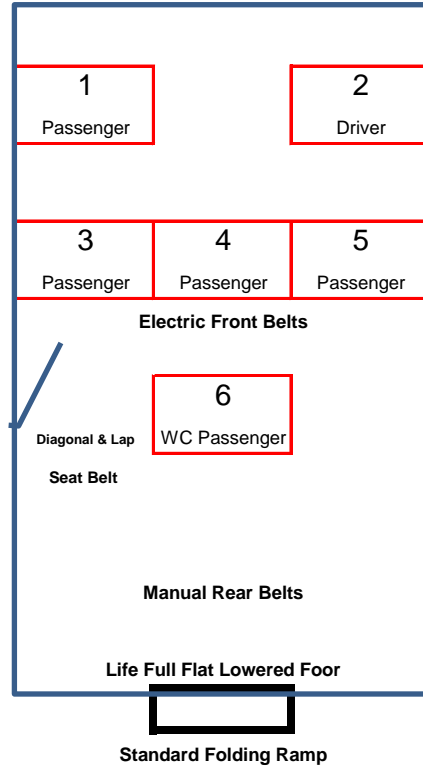 1 2
Passenger Driver
3 4 5
Passenger Passenger Passenger
Electric Front Belts
6
Diagonal & Lap WC Passenger
Seat Belt
Manual Rear Belts
Life Full Flat Lowered Foor
Standard Folding Ramp